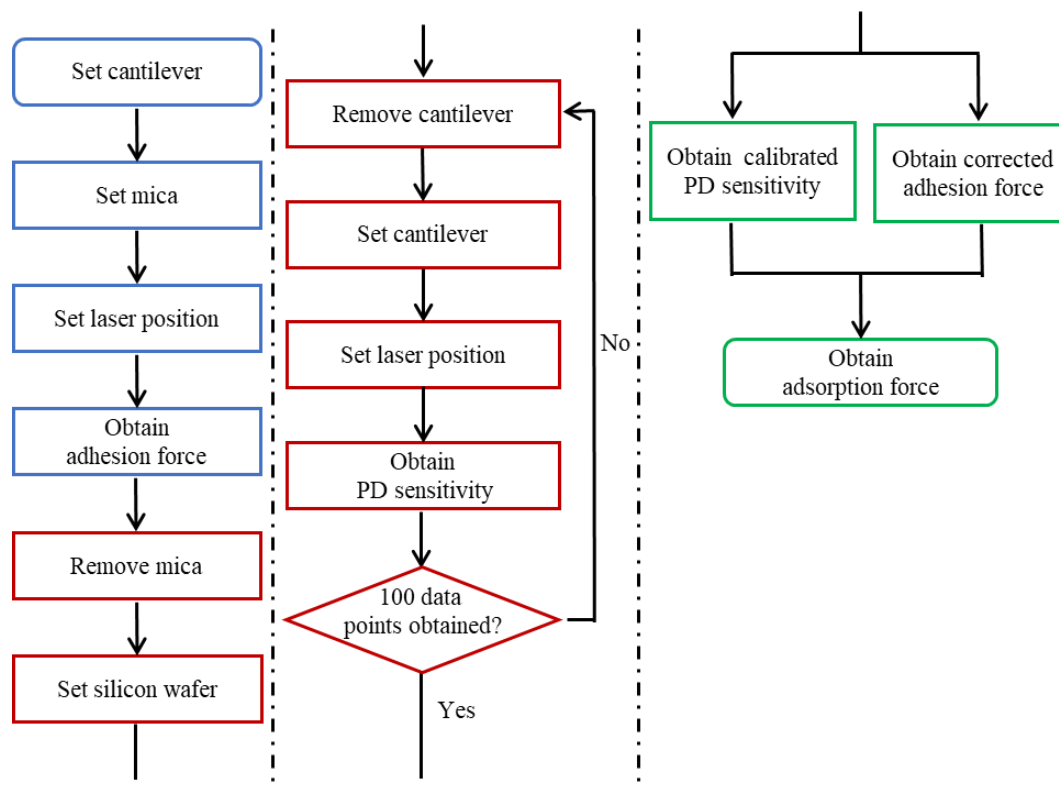 Set cantilever
Set mica
Set laser position
Obtain
adhesion force
Remove mica
Set silicon wafer
Remove cantilever
Set cantilever
Set laser position
Obtain
PD sensitivity
100 data
points obtained?
No
Yes
Obtain calibrated
PD sensitivity
Obtain corrected
adhesion force
Obtain
adsorption force